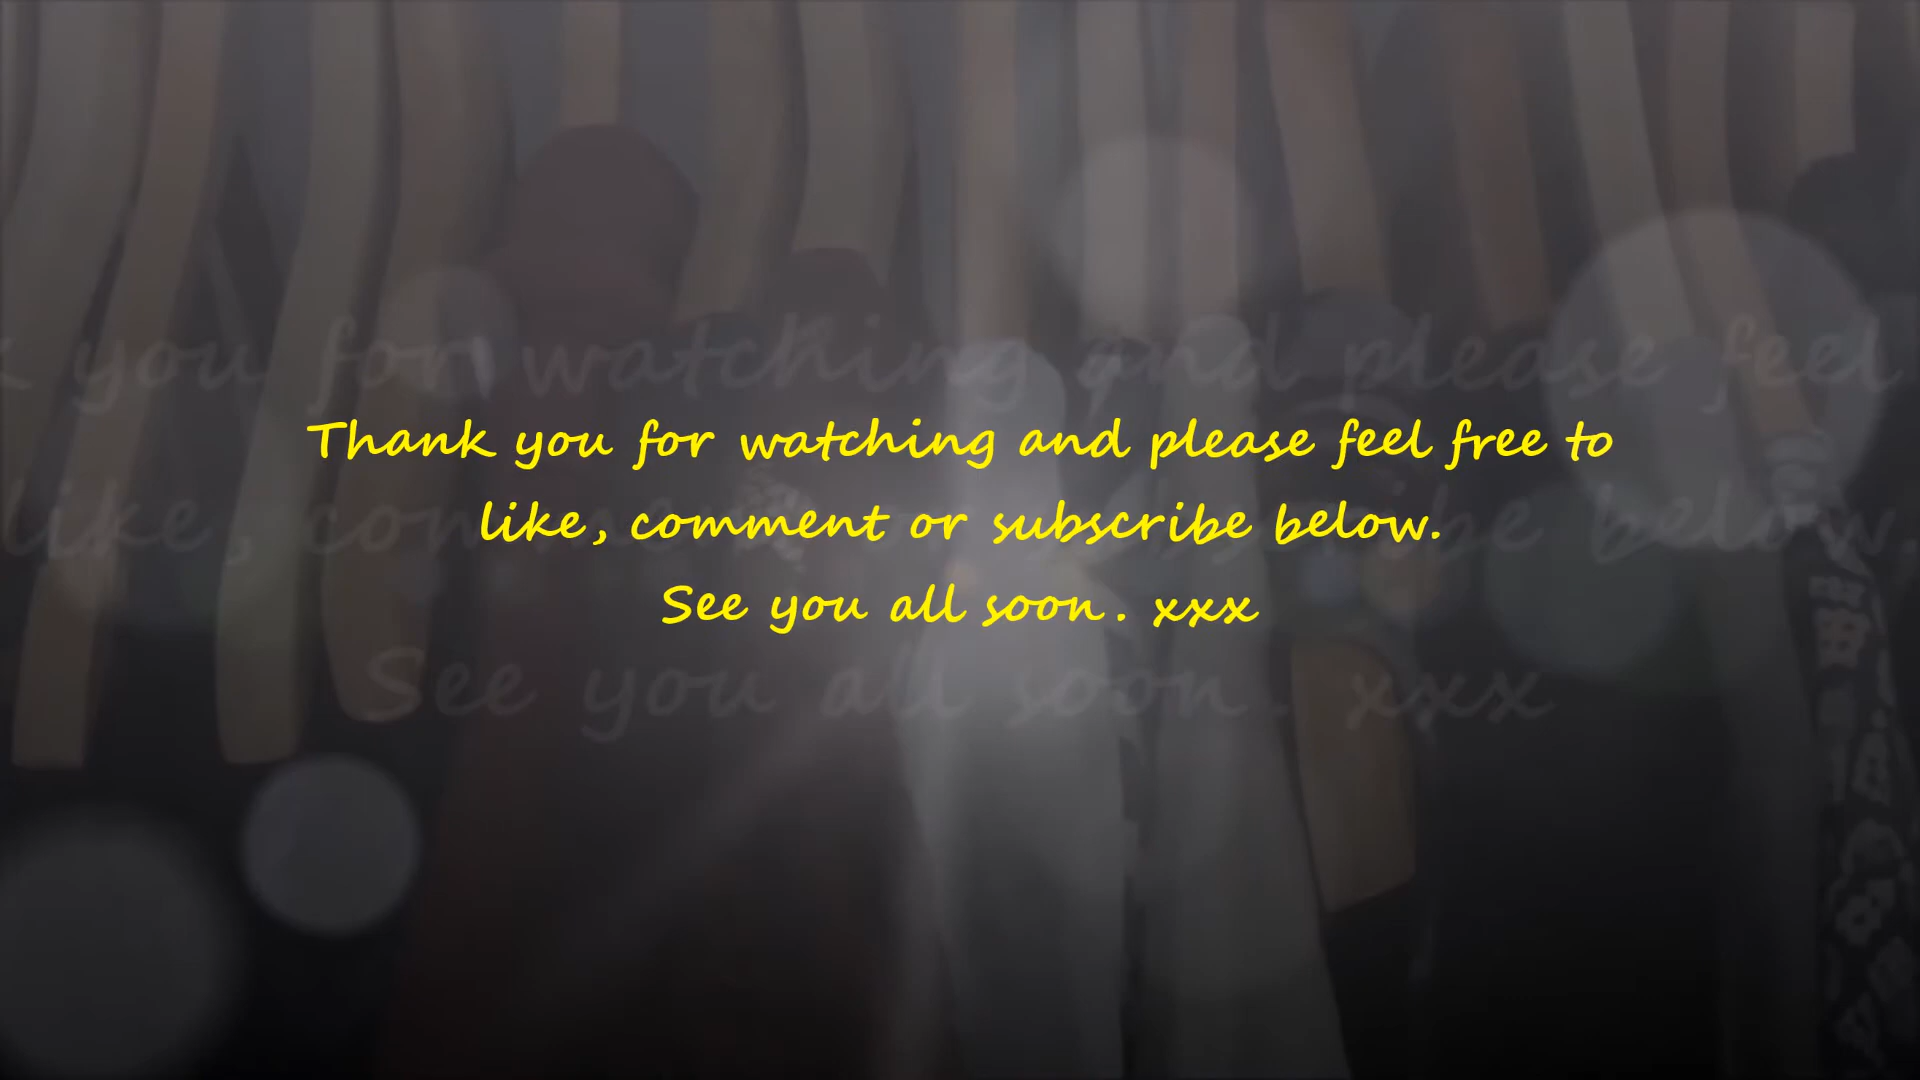 Thank you for watching and please feel free to
like, comment or subscribe below.
See you all soon. xxx